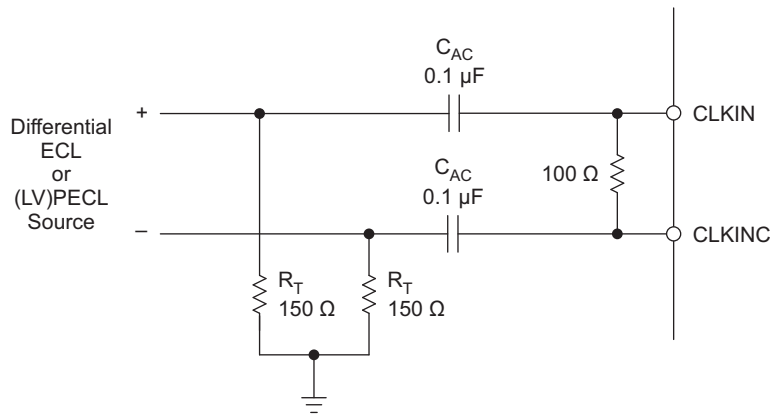 C_AC
0.1 µF
+
CLKIN
Differential
ECL
or
(LV)PECL
Source
C_AC
0.1 µF
100 Ω
–
CLKINC
R_T
150 Ω
R_T
150 Ω